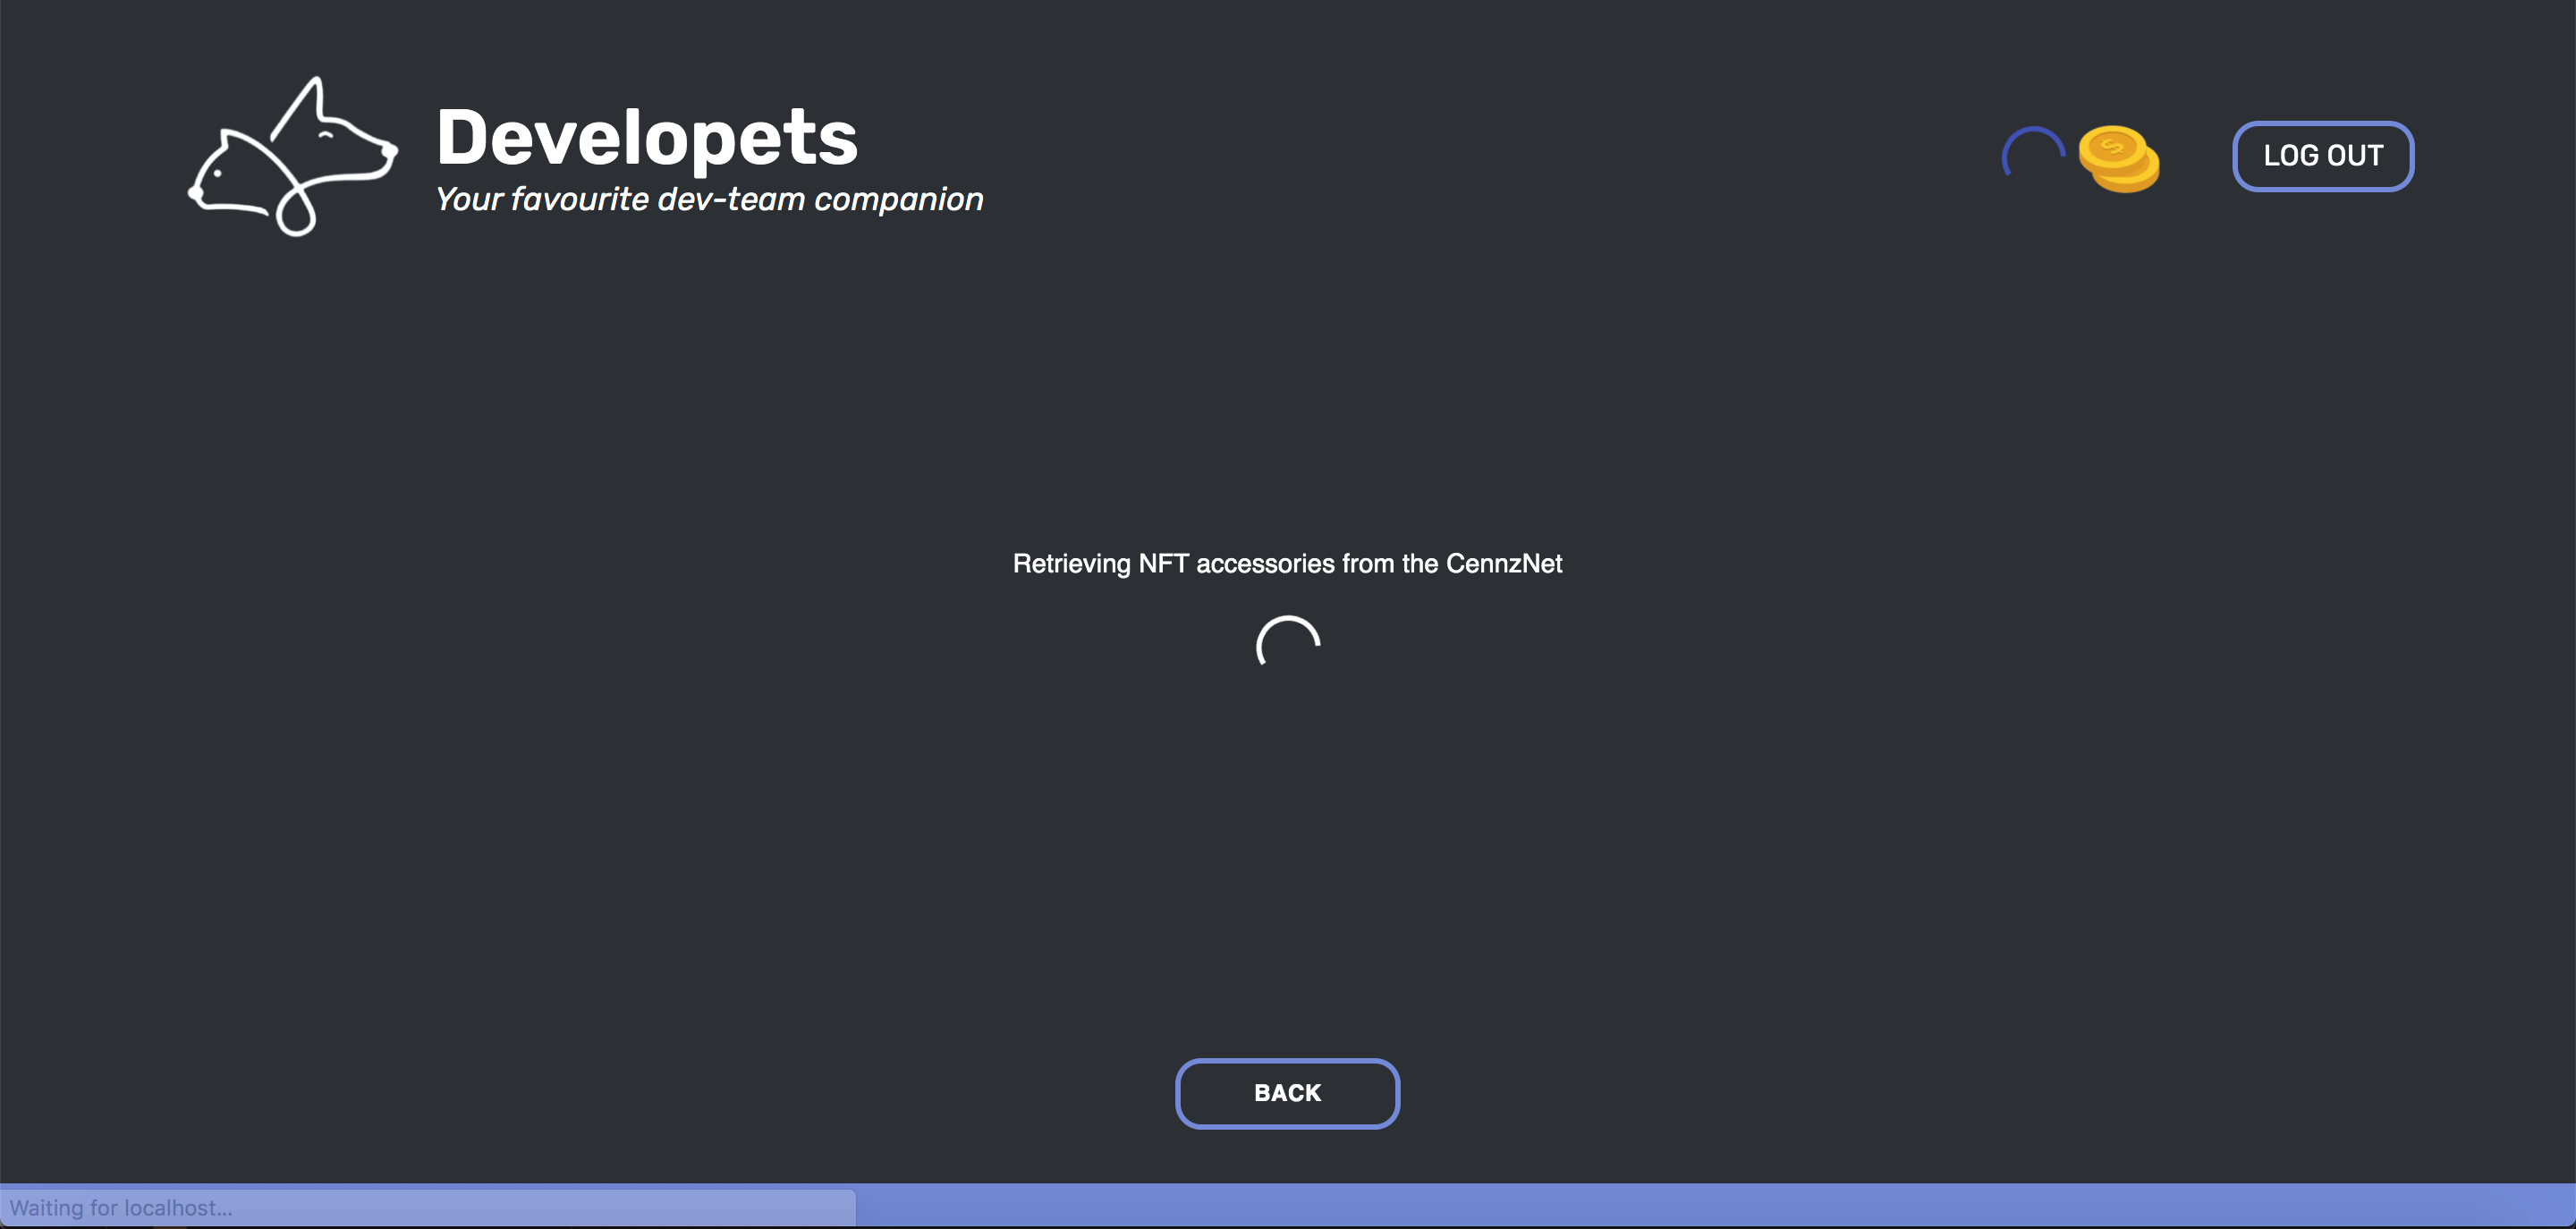 Developets
Your favourite dev-team companion
LOG OUT
Retrieving NFT accessories from the CennzNet
BACK
Waiting for localhost...